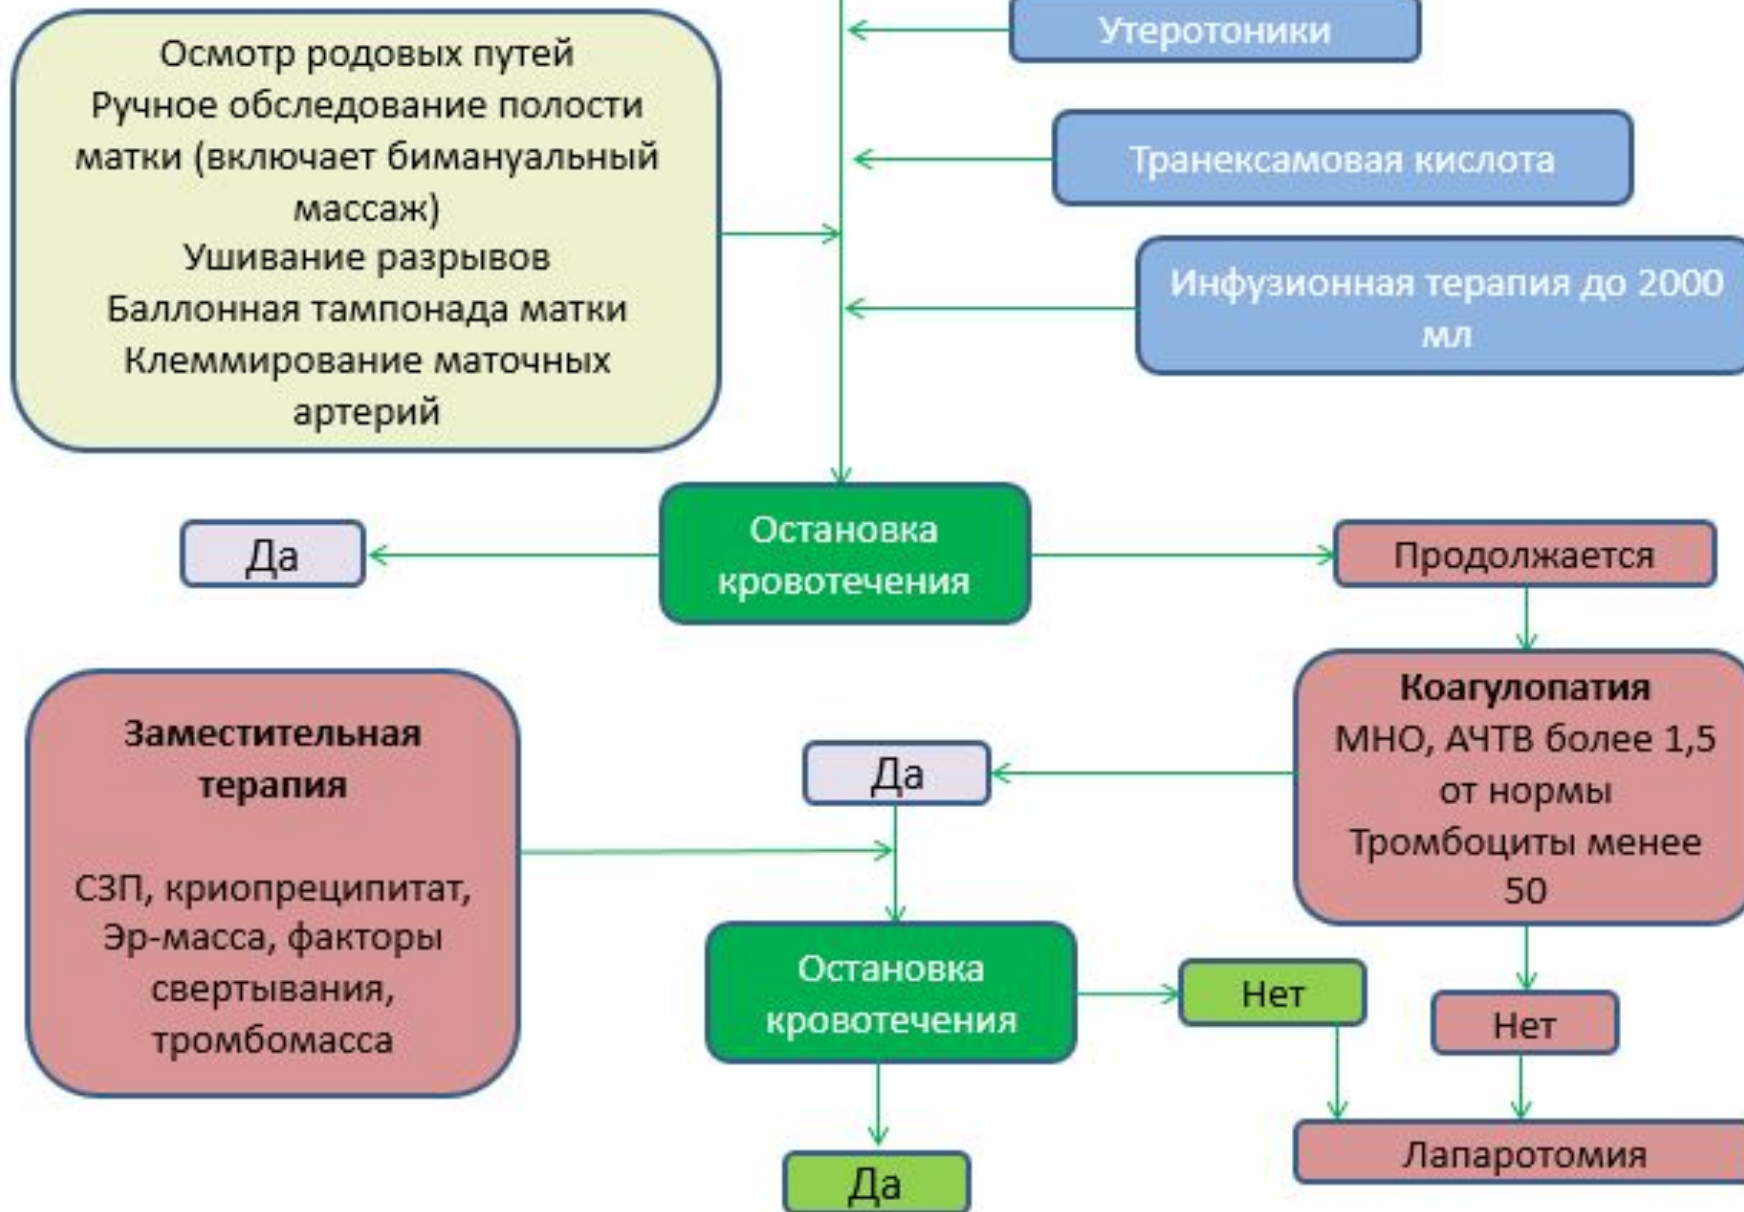 Утеротоники
Осмотр родовых путей
Ручное обследование полости
матки (включает бимануальный
массаж)
Ушивание разрывов
Баллонная тампонада матки
Клеммирование маточных
артерий
Транексамовая кислота
Инфузионная терапия до 2000
мл
Остановка
кровотечения
Да
Продолжается
Коагулопатия
МНО, АЧТВ более 1,5
от нормы
Тромбоциты менее
50
Заместительная
терапия
СЗП, криопреципитат,
Эр-масса, факторы
свертывания,
тромбомасса
Да
Остановка
кровотечения
Нет
Нет
Да
Лапаротомия